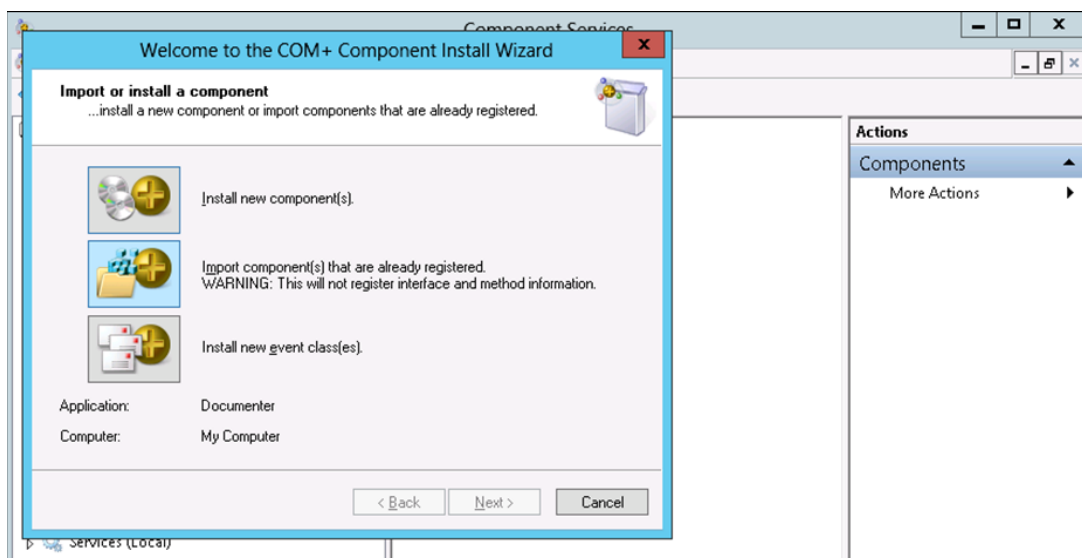 Component Services
Welcome to the COM+ Component Install Wizard
Import or install a component
...install a new component or import components that are already registered.
Install new component(s).
Import component(s) that are already registered.
WARNING: This will not register interface and method information.
Install new event class(es).
Application: Documenter
Computer: My Computer
< Back Next > Cancel
Services (Local)
Actions
Components
More Actions